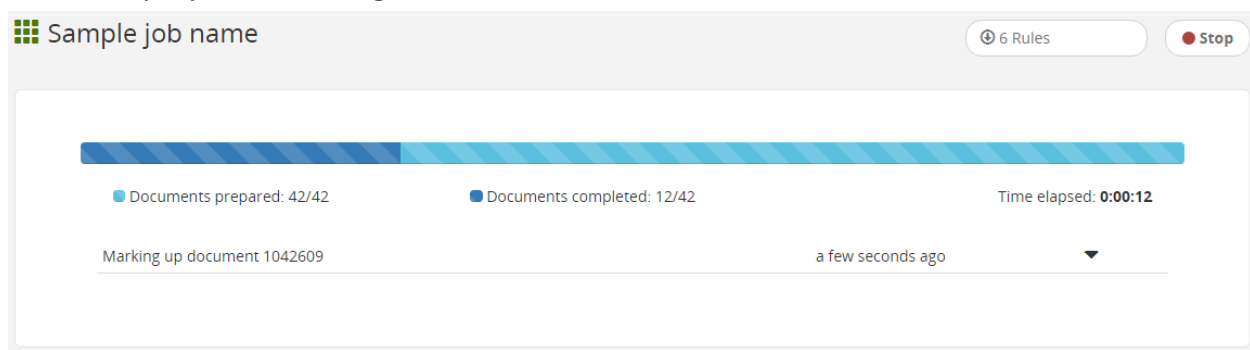 Sample job name
6 Rules
Stop
Documents prepared: 42/42
Documents completed: 12/42
Time elapsed: 0:00:12
Marking up document 1042609
a few seconds ago